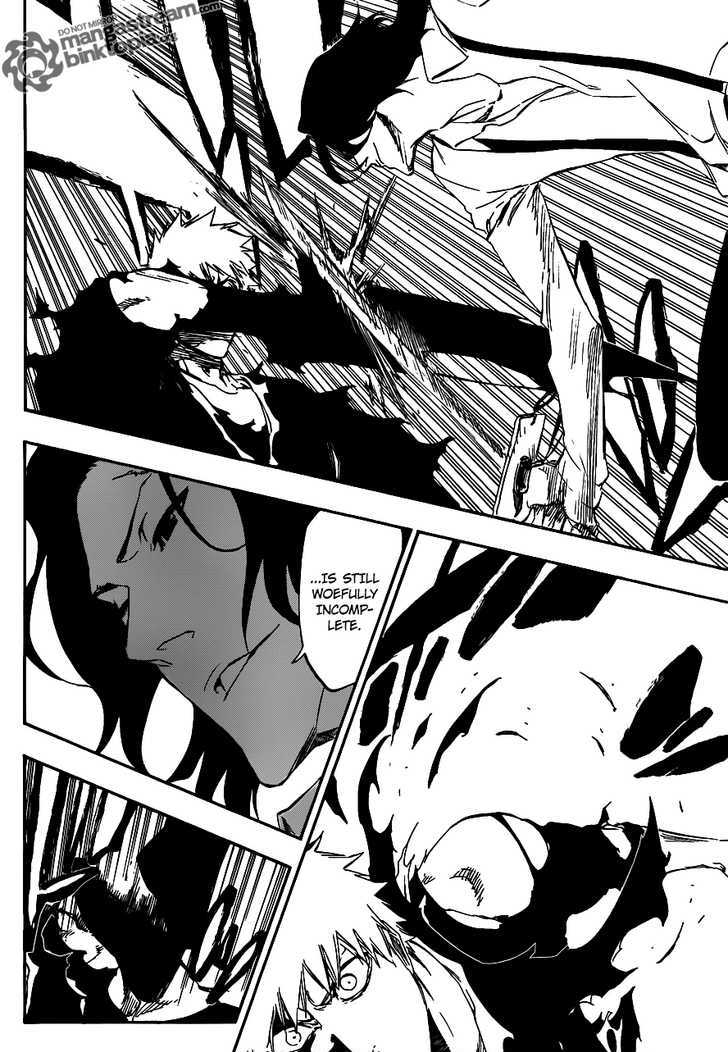 DO NOT MIRROR
mangastream.com
binktopia
...IS STILL
WOEFULLY
INCOMP-
LETE.